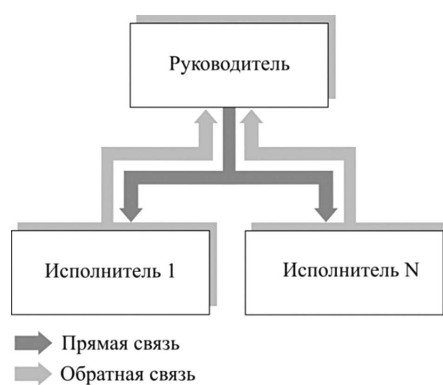 Руководитель
Исполнитель 1
Исполнитель N
Прямая связь
Обратная связь